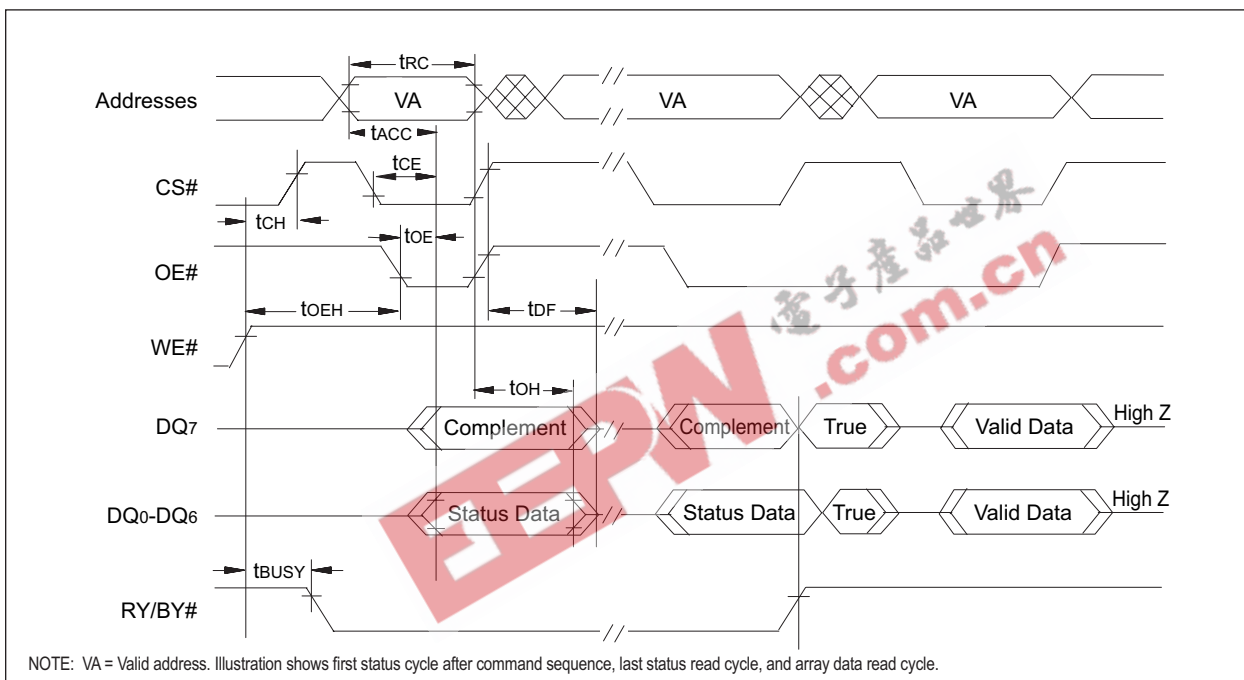 tRC
Addresses VA VA VA
tACC
tCE
CS#
tCH
tOE
OE#
tOEH tDF
WE#
tOH
DQ7 Complement Complement True Valid Data High Z
DQ0-DQ6 Status Data Status Data True Valid Data High Z
tBUSY
RY/BY#
NOTE: VA = Valid address. Illustration shows first status cycle after command sequence, last status read cycle, and array data read cycle.
EEPW.com.cn
電子產品世界